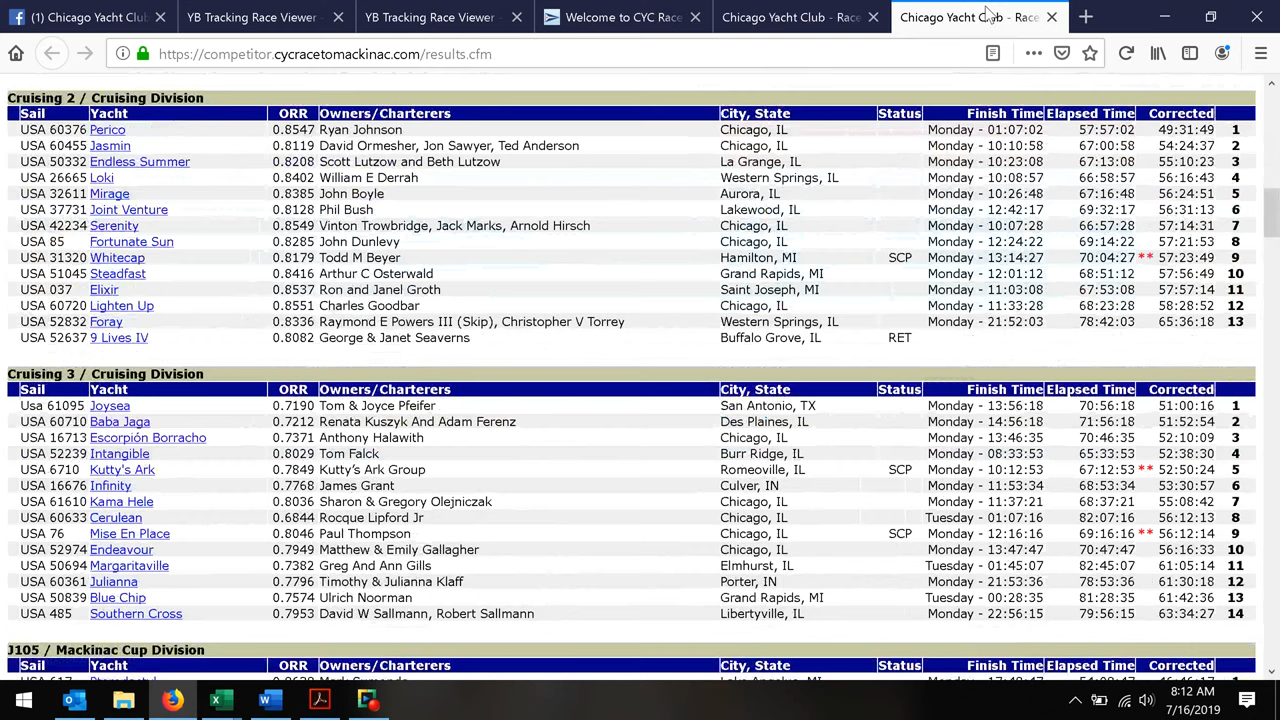 (1) Chicago Yacht Club YB Tracking Race Viewer YB Tracking Race Viewer Welcome to CYC Race Chicago Yacht Club - Race Chicago Yacht Club - Race
https://competitor.cycracetomackinac.com/results.cfm
Cruising 2 / Cruising Division
Sail Yacht ORR Owners/Charterers City, State Status Finish Time Elapsed Time Corrected
USA 60376 Perico 0.8547 Ryan Johnson Chicago, IL Monday - 01:07:02 57:57:02 49:31:49 1
USA 60455 Jasmin 0.8119 David Ormesher, Jon Sawyer, Ted Anderson Chicago, IL Monday - 10:10:58 67:00:58 54:24:37 2
USA 50332 Endless Summer 0.8208 Scott Lutzow and Beth Lutzow La Grange, IL Monday - 10:23:08 67:13:08 55:10:23 3
USA 26665 Loki 0.8402 William E Derrah Western Springs, IL Monday - 10:08:57 66:58:57 56:16:43 4
USA 32611 Mirage 0.8385 John Boyle Aurora, IL Monday - 10:26:48 67:16:48 56:24:51 5
USA 37731 Joint Venture 0.8128 Phil Bush Lakewood, IL Monday - 12:42:17 69:32:17 56:31:13 6
USA 42234 Serenity 0.8549 Vinton Trowbridge, Jack Marks, Arnold Hirsch Chicago, IL Monday - 10:07:28 66:57:28 57:14:31 7
USA 85 Fortunate Sun 0.8285 John Dunlevy Chicago, IL Monday - 12:24:22 69:14:22 57:21:53 8
USA 31320 Whitecap 0.8179 Todd M Beyer Hamilton, MI SCP Monday - 13:14:27 70:04:27 ** 57:23:49 9
USA 51045 Steadfast 0.8416 Arthur C Osterwald Grand Rapids, MI Monday - 12:01:12 68:51:12 57:56:49 10
USA 037 Elixir 0.8537 Ron and Janel Groth Saint Joseph, MI Monday - 11:03:08 67:53:08 57:57:14 11
USA 60720 Lighten Up 0.8551 Charles Goodbar Chicago, IL Monday - 11:33:28 68:23:28 58:28:52 12
USA 52832 Foray 0.8336 Raymond E Powers III (Skip), Christopher V Torrey Western Springs, IL Monday - 21:52:03 78:42:03 65:36:18 13
USA 52637 9 Lives IV 0.8082 George & Janet Seaverns Buffalo Grove, IL RET
Cruising 3 / Cruising Division
Sail Yacht ORR Owners/Charterers City, State Status Finish Time Elapsed Time Corrected
Usa 61095 Joysea 0.7190 Tom & Joyce Pfeifer San Antonio, TX Monday - 13:56:18 70:56:18 51:00:16 1
USA 60710 Baba Jaga 0.7212 Renata Kuszyk And Adam Ferenz Des Plaines, IL Monday - 14:56:18 71:56:18 51:52:54 2
USA 16713 Escorpión Borracho 0.7371 Anthony Halawith Chicago, IL Monday - 13:46:35 70:46:35 52:10:09 3
USA 52239 Intangible 0.8029 Tom Falck Burr Ridge, IL Monday - 08:33:53 65:33:53 52:38:30 4
USA 6710 Kutty's Ark 0.7849 Kutty's Ark Group Romeoville, IL SCP Monday - 10:12:53 67:12:53 ** 52:50:24 5
USA 16676 Infinity 0.7768 James Grant Culver, IN Monday - 11:53:34 68:53:34 53:30:57 6
USA 61610 Kama Hele 0.8036 Sharon & Gregory Olejniczak Chicago, IL Monday - 11:37:21 68:37:21 55:08:42 7
USA 60633 Cerulean 0.6844 Rocque Lipford Jr Chicago, IL Tuesday - 01:07:16 82:07:16 56:12:13 8
USA 76 Mise En Place 0.8046 Paul Thompson Chicago, IL SCP Monday - 12:16:16 69:16:16 ** 56:12:14 9
USA 52974 Endeavour 0.7949 Matthew & Emily Gallagher Chicago, IL Monday - 13:47:47 70:47:47 56:16:33 10
USA 50694 Margaritaville 0.7382 Greg And Ann Gills Elmhurst, IL Tuesday - 01:45:07 82:45:07 61:05:14 11
USA 60361 Julianna 0.7796 Timothy & Julianna Klaff Porter, IN Monday - 21:53:36 78:53:36 61:30:24 12
USA 50839 Blue Chip 0.7574 Ulrich Noorman Grand Rapids, MI Tuesday - 00:28:35 81:28:35 61:42:36 13
USA 485 Southern Cross 0.7953 David W Sallmann, Robert Sallmann Libertyville, IL Monday - 22:56:15 79:56:15 63:34:27 14
J105 / Mackinac Cup Division
Sail Yacht ORR Owners/Charterers City, State Status Finish Time Elapsed Time Corrected
8:12 AM
7/16/2019